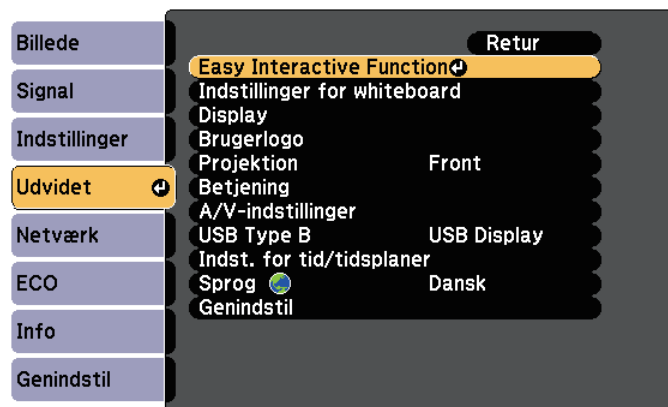 Billede
Signal
Indstillinger
Udvidet
Netværk
ECO
Info
Genindstil
Retur
Easy Interactive Function
Indstillinger for whiteboard
Display
Brugerlogo
Projektion Front
Betjening
A/V-indstillinger
USB Type B USB Display
Indst. for tid/tidsplaner
Sprog Dansk
Genindstil